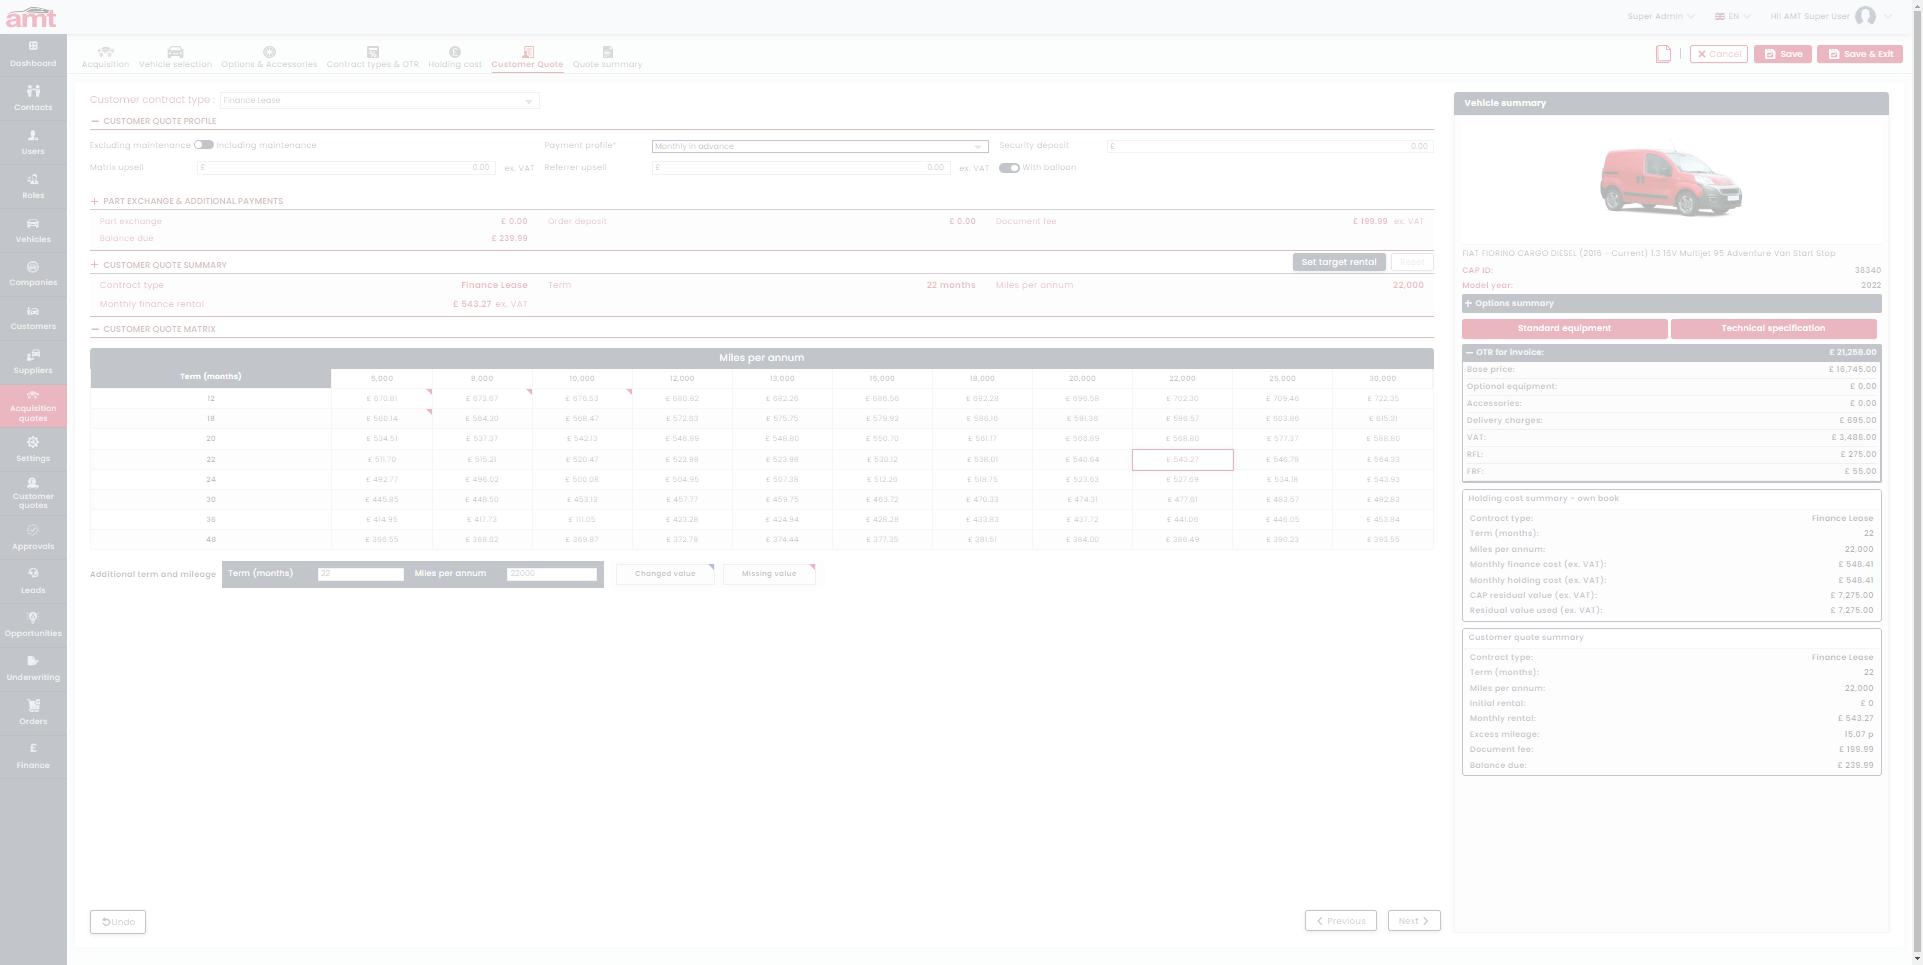 amt
Super Admin
EN
Hi! AMT Super User
Dashboard
Contacts
Users
Roles
Vehicles
Companies
Customers
Suppliers
Acquisition quotes
Settings
Customer quotes
Approvals
Leads
Opportunities
Underwriting
Orders
Finance
Acquisition Vehicle selection Options & Accessories Contract types & OTR Holding cost Customer Quote Quote summary
Cancel Save Save & Exit
Customer contract type : Finance Lease
CUSTOMER QUOTE PROFILE
Excluding maintenance Including maintenance Payment profile* Monthly in advance Security deposit £ 0.00
Matrix upsell £ 0.00 ex. VAT Referrer upsell £ 0.00 ex. VAT With balloon
PART EXCHANGE & ADDITIONAL PAYMENTS
Part exchange £ 0.00 Order deposit £ 0.00 Document fee £ 199.99 ex. VAT
Balance due £ 239.99
CUSTOMER QUOTE SUMMARY Set target rental Reset
Contract type Finance Lease Term 22 months Miles per annum 22,000
Monthly finance rental £ 543.27 ex. VAT
CUSTOMER QUOTE MATRIX
Miles per annum
Term (months) 5,000 8,000 10,000 12,000 13,000 15,000 18,000 20,000 22,000 25,000 30,000
12 £ 670.81 £ 673.67 £ 676.53 £ 680.82 £ 682.26 £ 686.56 £ 692.28 £ 696.58 £ 702.30 £ 709.46 £ 722.35
18 £ 560.14 £ 564.30 £ 568.47 £ 572.63 £ 575.75 £ 579.92 £ 586.16 £ 591.36 £ 596.57 £ 603.86 £ 615.31
20 £ 534.51 £ 537.37 £ 542.13 £ 546.89 £ 548.80 £ 550.70 £ 561.17 £ 566.89 £ 568.80 £ 577.37 £ 588.80
22 £ 511.70 £ 515.21 £ 520.47 £ 523.98 £ 523.98 £ 530.12 £ 538.01 £ 540.64 £ 543.27 £ 546.78 £ 564.33
24 £ 492.77 £ 496.02 £ 500.08 £ 504.95 £ 507.38 £ 512.26 £ 518.75 £ 523.63 £ 527.69 £ 534.18 £ 543.93
30 £ 445.85 £ 448.50 £ 453.13 £ 457.77 £ 459.75 £ 463.72 £ 470.33 £ 474.31 £ 477.61 £ 483.57 £ 492.83
36 £ 414.95 £ 417.73 £ 111.05 £ 423.28 £ 424.94 £ 428.28 £ 433.83 £ 437.72 £ 441.06 £ 446.05 £ 453.84
48 £ 366.55 £ 368.62 £ 369.87 £ 372.78 £ 374.44 £ 377.35 £ 381.51 £ 384.00 £ 386.49 £ 390.23 £ 393.55
Additional term and mileage Term (months) 22 Miles per annum 22000 Changed value Missing value
Undo
Previous Next
Vehicle summary
FIAT FIORINO CARGO DIESEL (2016 - Current) 1.3 16V Multijet 95 Adventure Van Start Stop
CAP ID: 38340
Model year: 2022
Options summary
Standard equipment Technical specification
OTR for invoice: £ 21,258.00
Base price: £ 16,745.00
Optional equipment: £ 0.00
Accessories: £ 0.00
Delivery charges: £ 695.00
VAT: £ 3,488.00
RFL: £ 275.00
FRF: £ 55.00
Holding cost summary - own book
Contract type: Finance Lease
Term (months): 22
Miles per annum: 22,000
Monthly finance cost (ex. VAT): £ 548.41
Monthly holding cost (ex. VAT): £ 548.41
CAP residual value (ex. VAT): £ 7,275.00
Residual value used (ex. VAT): £ 7,275.00
Customer quote summary
Contract type: Finance Lease
Term (months): 22
Miles per annum: 22,000
Initial rental: £ 0
Monthly rental: £ 543.27
Excess mileage: 15.07 p
Document fee: £ 199.99
Balance due: £ 239.99